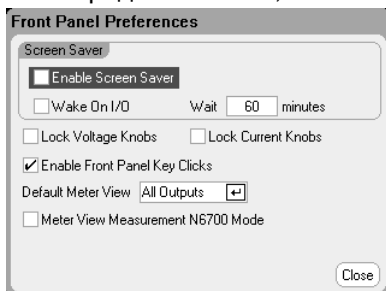 Front Panel Preferences
Screen Saver
Enable Screen Saver
Wake On I/O Wait 60 minutes
Lock Voltage Knobs Lock Current Knobs
Enable Front Panel Key Clicks
Default Meter View All Outputs
Meter View Measurement N6700 Mode
Close